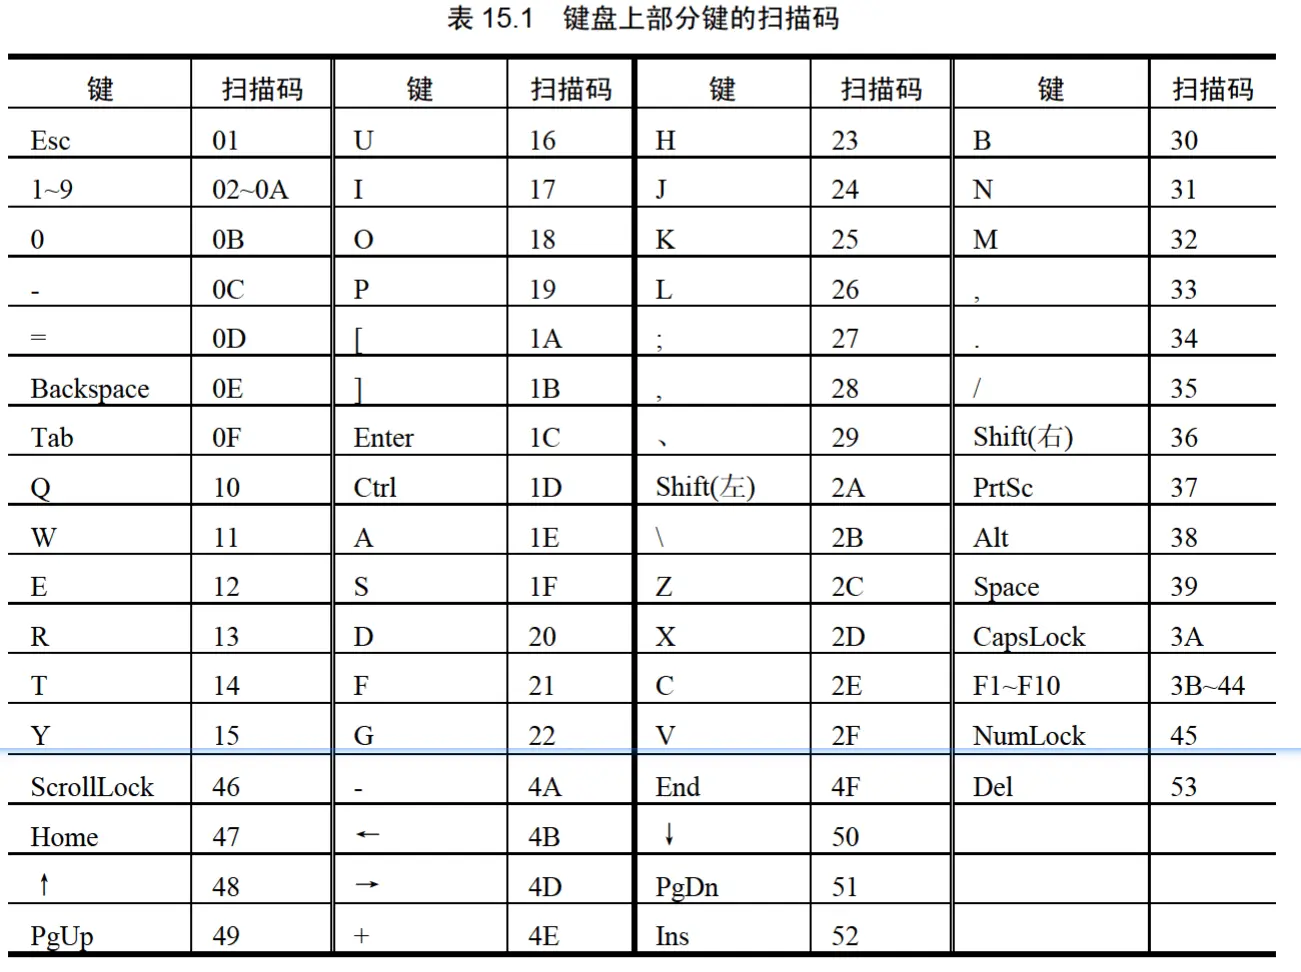 表 15.1 键盘上部分键的扫描码
键 扫描码 键 扫描码 键 扫描码 键 扫描码
Esc 01 U 16 H 23 B 30
1~9 02~0A I 17 J 24 N 31
0 0B O 18 K 25 M 32
- 0C P 19 L 26 , 33
= 0D [ 1A ; 27 . 34
Backspace 0E ] 1B , 28 / 35
Tab 0F Enter 1C 、 29 Shift(右) 36
Q 10 Ctrl 1D Shift(左) 2A PrtSc 37
W 11 A 1E \ 2B Alt 38
E 12 S 1F Z 2C Space 39
R 13 D 20 X 2D CapsLock 3A
T 14 F 21 C 2E F1~F10 3B~44
Y 15 G 22 V 2F NumLock 45
ScrollLock 46 - 4A End 4F Del 53
Home 47 ← 4B ↓ 50
↑ 48 → 4D PgDn 51
PgUp 49 + 4E Ins 52